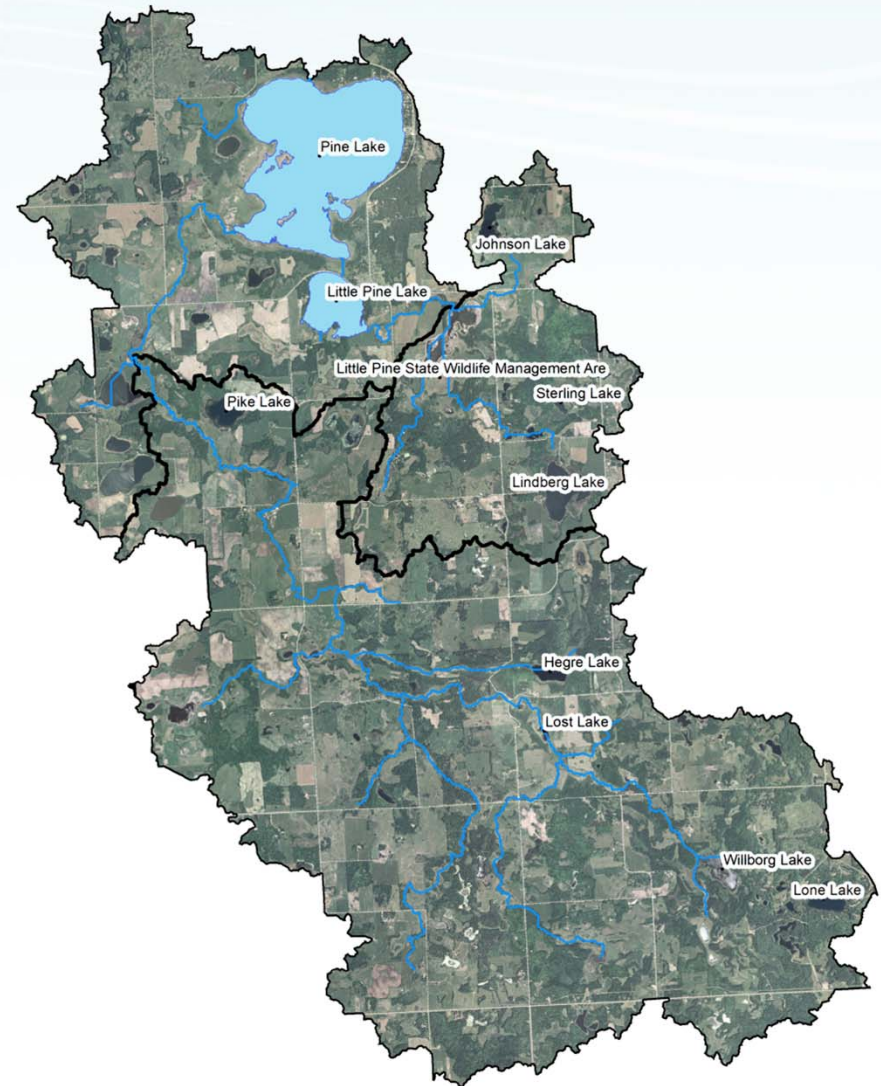 Pine Lake
Johnson Lake
Little Pine Lake
Little Pine State Wildlife Management Are
Sterling Lake
Pike Lake
Lindberg Lake
Hegre Lake
Lost Lake
Willborg Lake
Lone Lake